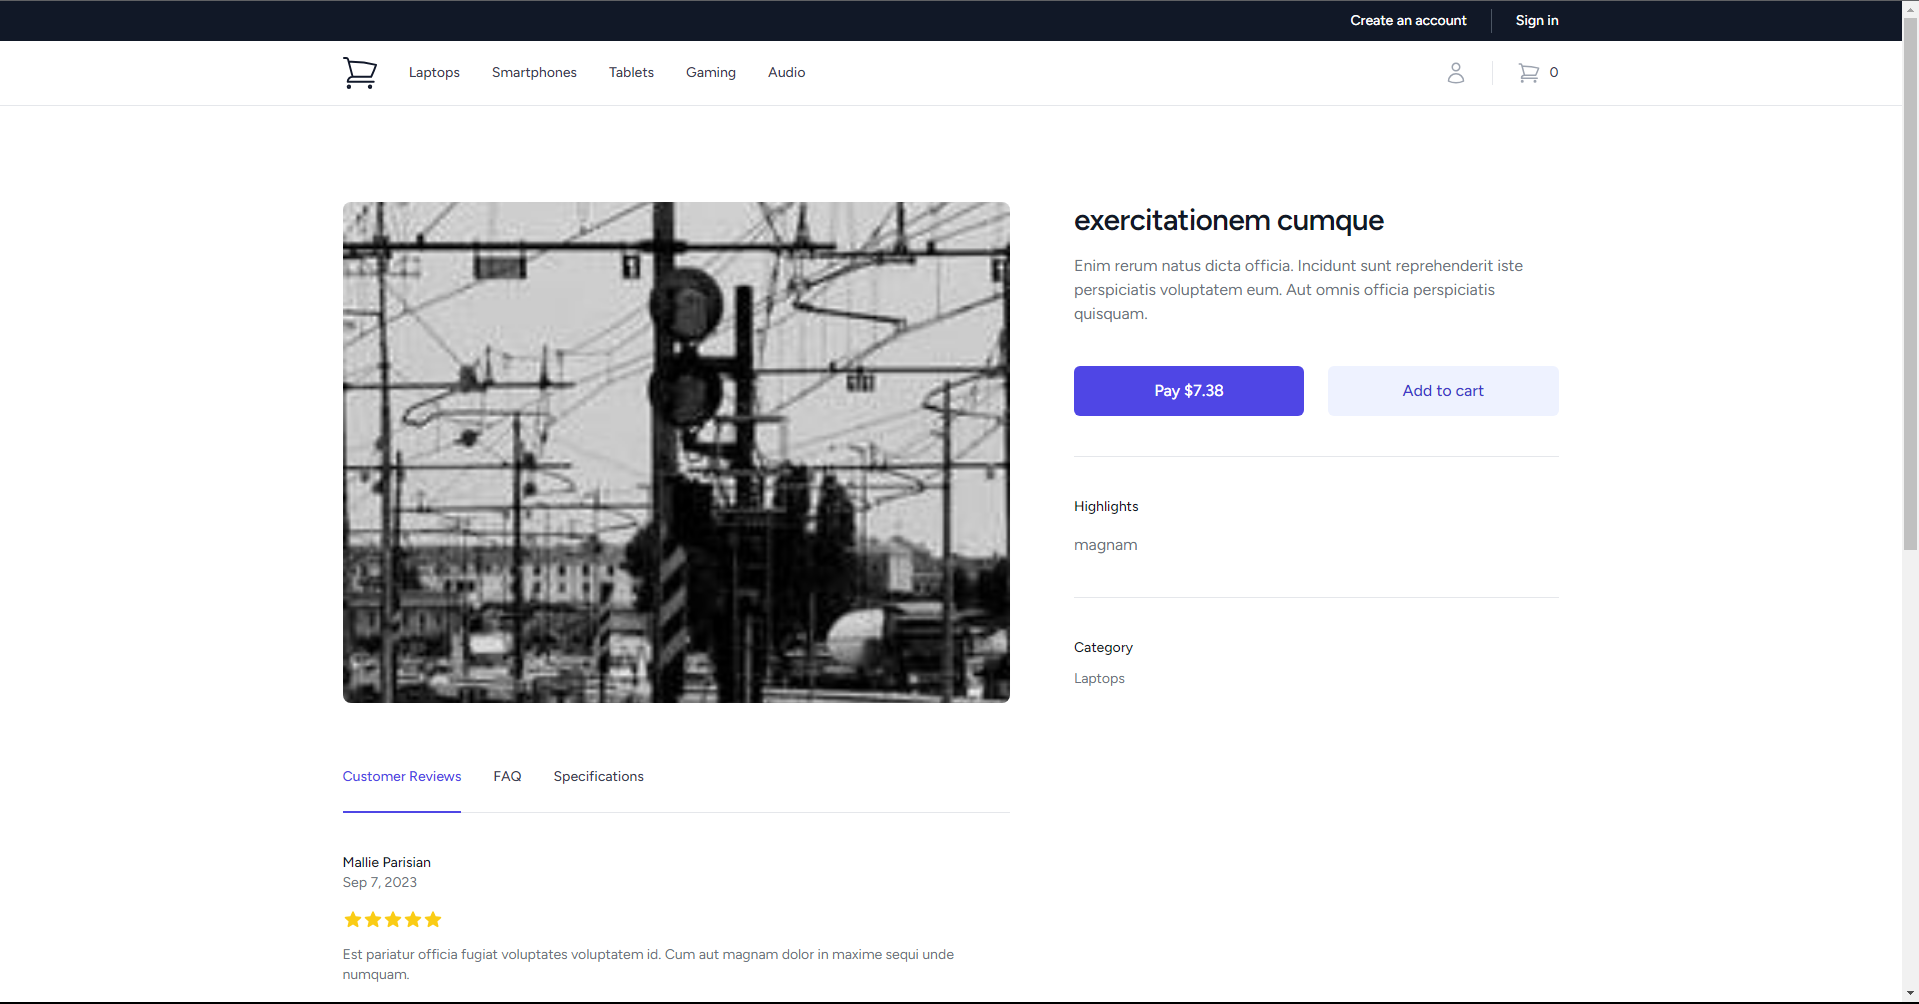 Create an account
Sign in
Laptops
Smartphones
Tablets
Gaming
Audio
0
exercitationem cumque
Enim rerum natus dicta officia. Incidunt sunt reprehenderit iste
perspiciatis voluptatem eum. Aut omnis officia perspiciatis
quisquam.
Pay $7.38
Add to cart
Highlights
magnam
Category
Laptops
Customer Reviews
FAQ
Specifications
Mallie Parisian
Sep 7, 2023
Est pariatur officia fugiat voluptates voluptatem id. Cum aut magnam dolor in maxime sequi unde
numquam.